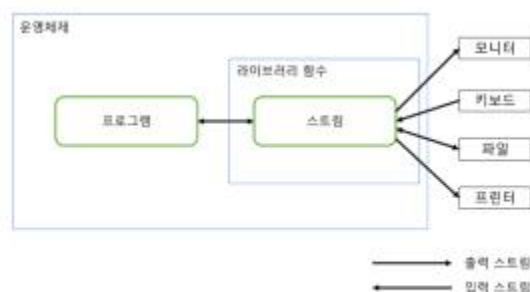 운영체제
라이브러리 함수
프로그램
스트림
모니터
키보드
파일
프린터
출력 스트림
입력 스트림